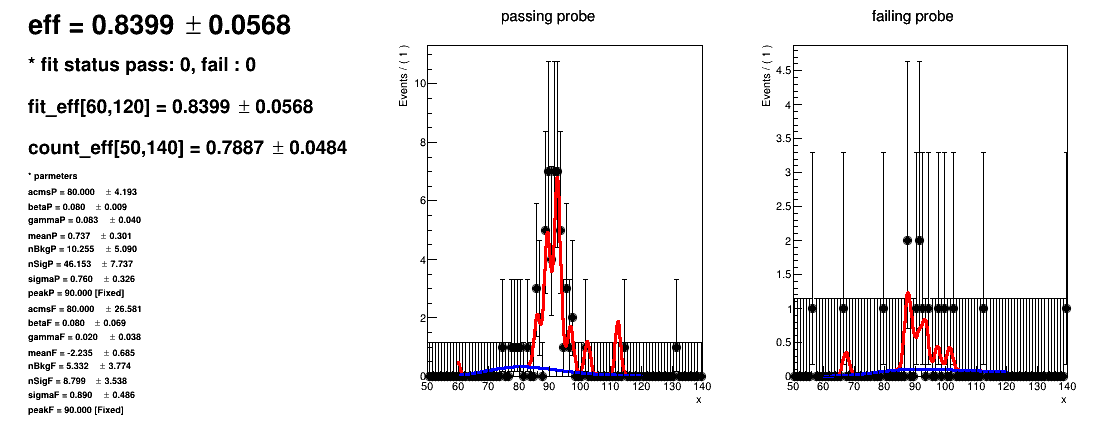 eff = 0.8399 ± 0.0568
* fit status pass: 0, fail : 0
fit_eff[60,120] = 0.8399 ± 0.0568
count_eff[50,140] = 0.7887 ± 0.0484
* parmeters
acmsP = 80.000 ± 4.193
betaP = 0.080 ± 0.009
gammaP = 0.083 ± 0.040
meanP = 0.737 ± 0.301
nBkgP = 10.255 ± 5.090
nSigP = 46.153 ± 7.737
sigmaP = 0.760 ± 0.326
peakP = 90.000 [Fixed]
acmsF = 80.000 ± 26.581
betaF = 0.080 ± 0.069
gammaF = 0.020 ± 0.038
meanF = -2.235 ± 0.685
nBkgF = 5.332 ± 3.774
nSigF = 8.799 ± 3.538
sigmaF = 0.890 ± 0.486
peakF = 90.000 [Fixed]
passing probe
Events / ( 1 )
10
8
6
4
2
0
50 60 70 80 90 100 110 120 130 140
x
failing probe
Events / ( 1 )
4.5
4
3.5
3
2.5
2
1.5
1
0.5
0
50 60 70 80 90 100 110 120 130 140
x